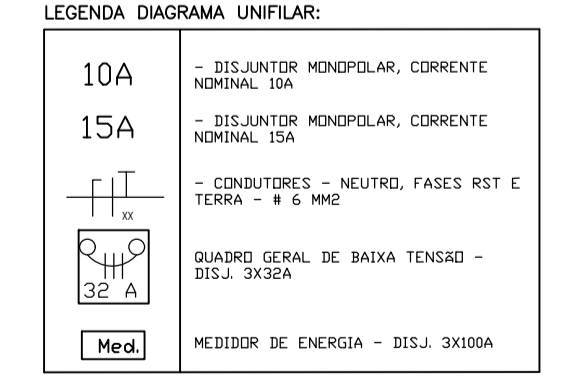 LEGENDA DIAGRAMA UNIFILAR:
10A
- DISJUNTOR MONOPOLAR, CORRENTE
NOMINAL 10A
15A
- DISJUNTOR MONOPOLAR, CORRENTE
NOMINAL 15A
XX
- CONDUTORES - NEUTRO, FASES RST E
TERRA - # 6 MM2
32 A
QUADRO GERAL DE BAIXA TENSãO -
DISJ. 3X32A
Med.
MEDIDOR DE ENERGIA - DISJ. 3X100A